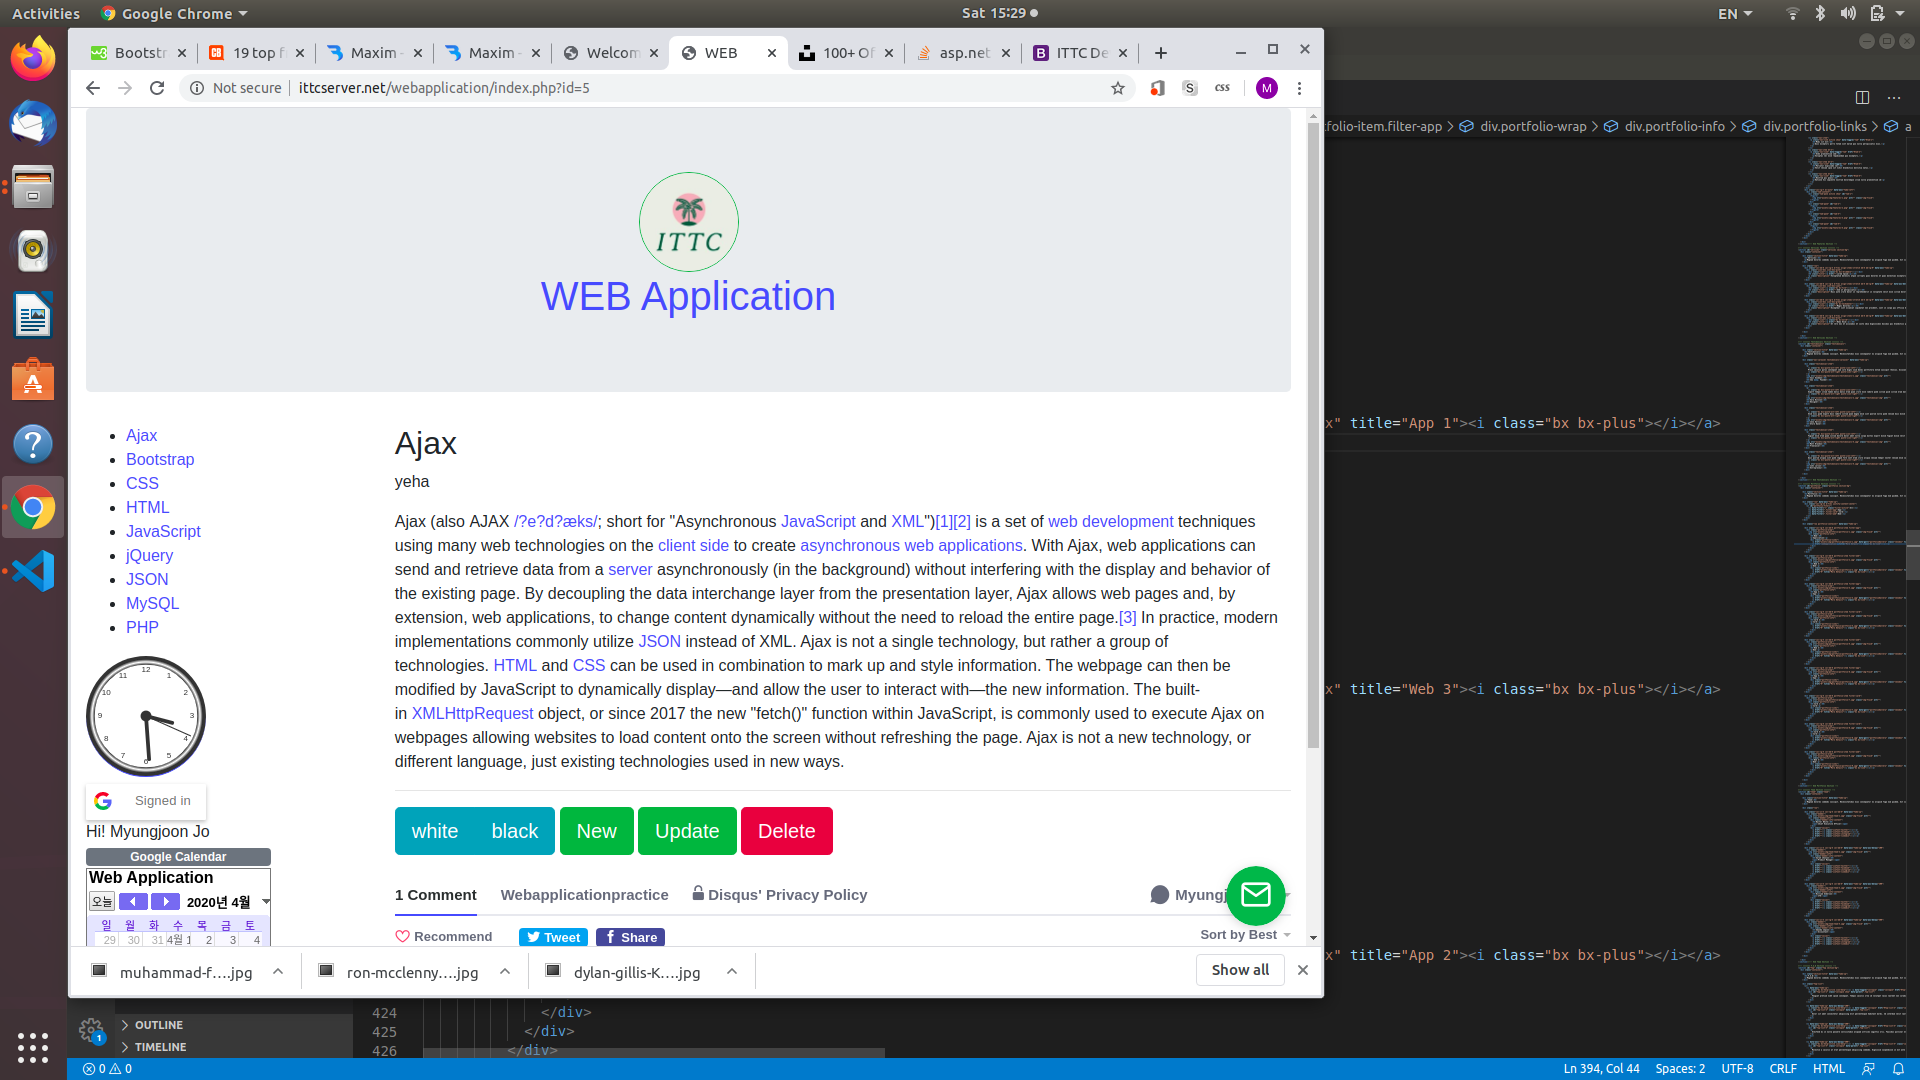 Activities
Google Chrome
Sat 15:29
EN
Bootstr
19 top f
Maxim
Maxim
Welcom
WEB
100+ Of
asp.net
ITTC De
Not secure
ittcserver.net/webapplication/index.php?id=5
S
css
M
ITTC
WEB Application
Ajax
Bootstrap
CSS
HTML
JavaScript
jQuery
JSON
MySQL
PHP
12
1
2
3
4
5
6
7
8
9
10
11
Signed in
Hi! Myungjoon Jo
Google Calendar
Web Application
오늘
2020년 4월
일 월 화 수 목 금 토
29 30 31 4월 1 2 3 4
Ajax
yeha
Ajax (also AJAX /?e?d?æks/; short for "Asynchronous JavaScript and XML")[1][2] is a set of web development techniques
using many web technologies on the client side to create asynchronous web applications. With Ajax, web applications can
send and retrieve data from a server asynchronously (in the background) without interfering with the display and behavior of
the existing page. By decoupling the data interchange layer from the presentation layer, Ajax allows web pages and, by
extension, web applications, to change content dynamically without the need to reload the entire page.[3] In practice, modern
implementations commonly utilize JSON instead of XML. Ajax is not a single technology, but rather a group of
technologies. HTML and CSS can be used in combination to mark up and style information. The webpage can then be
modified by JavaScript to dynamically display—and allow the user to interact with—the new information. The built-
in XMLHttpRequest object, or since 2017 the new "fetch()" function within JavaScript, is commonly used to execute Ajax on
webpages allowing websites to load content onto the screen without refreshing the page. Ajax is not a new technology, or
different language, just existing technologies used in new ways.
white black New Update Delete
1 Comment Webapplicationpractice Disqus' Privacy Policy Myungj
Recommend Tweet Share Sort by Best
muhammad-f....jpg
ron-mcclenny....jpg
dylan-gillis-K....jpg
Show all
tfolio-item.filter-app > div.portfolio-wrap > div.portfolio-info > div.portfolio-links > a
x" title="App 1"><i class="bx bx-plus"></i></a>
x" title="Web 3"><i class="bx bx-plus"></i></a>
x" title="App 2"><i class="bx bx-plus"></i></a>
424 </div>
425 </div>
426 </div>
1
OUTLINE
TIMELINE
0 0
Ln 394, Col 44 Spaces: 2 UTF-8 CRLF HTML